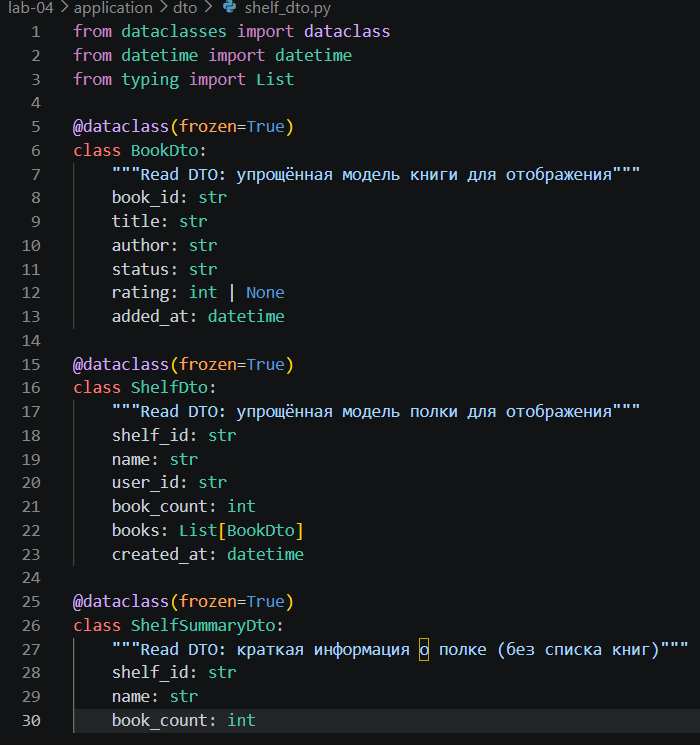 lab-04 > application > dto > shelf_dto.py
1 from dataclasses import dataclass
2 from datetime import datetime
3 from typing import List
4
5 @dataclass(frozen=True)
6 class BookDto:
7     """Read DTO: упрощённая модель книги для отображения"""
8     book_id: str
9     title: str
10     author: str
11     status: str
12     rating: int | None
13     added_at: datetime
14
15 @dataclass(frozen=True)
16 class ShelfDto:
17     """Read DTO: упрощённая модель полки для отображения"""
18     shelf_id: str
19     name: str
20     user_id: str
21     book_count: int
22     books: List[BookDto]
23     created_at: datetime
24
25 @dataclass(frozen=True)
26 class ShelfSummaryDto:
27     """Read DTO: краткая информация о полке (без списка книг)"""
28     shelf_id: str
29     name: str
30     book_count: int